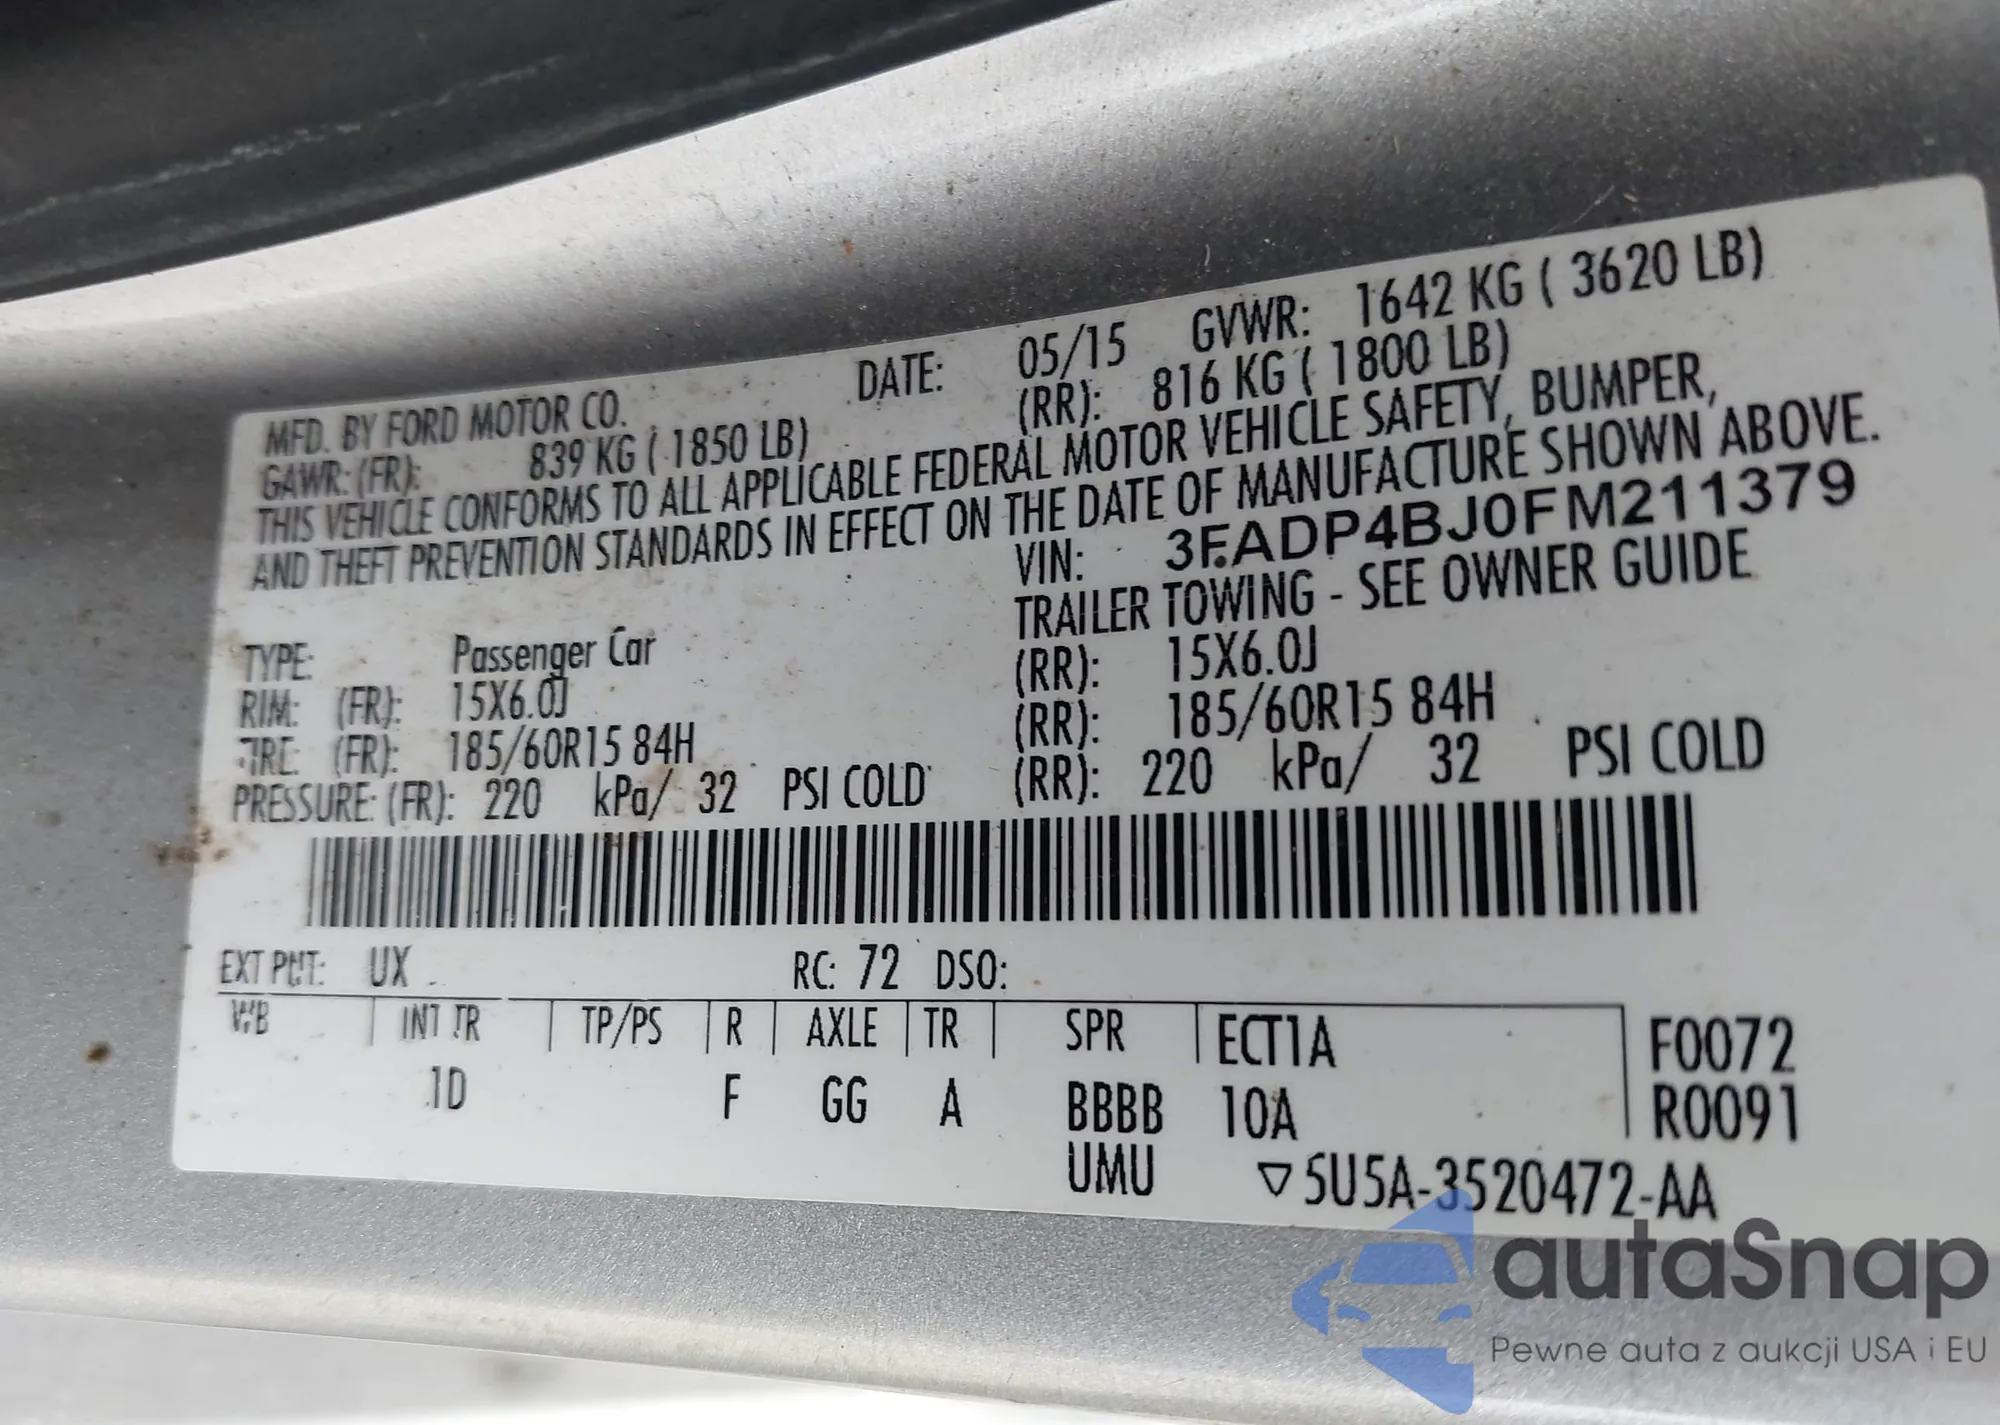 MFD. BY FORD MOTOR CO. DATE: 05/15 GVWR: 1642 KG ( 3620 LB)
GAWR: (FR): 839 KG ( 1850 LB) (RR): 816 KG ( 1800 LB)
THIS VEHICLE CONFORMS TO ALL APPLICABLE FEDERAL MOTOR VEHICLE SAFETY, BUMPER,
AND THEFT PREVENTION STANDARDS IN EFFECT ON THE DATE OF MANUFACTURE SHOWN ABOVE.
VIN: 3FADP4BJ0FM211379
TYPE: Passenger Car TRAILER TOWING - SEE OWNER GUIDE
RIM: (FR): 15X6.0J (RR): 15X6.0J
TIRE: (FR): 185/60R15 84H (RR): 185/60R15 84H
PRESSURE: (FR): 220 kPa/ 32 PSI COLD (RR): 220 kPa/ 32 PSI COLD
EXT PNT: UX RC: 72 DSO:
WB INT TR TP/PS R AXLE TR SPR ECT1A F0072
1D F GG A BBBB 10A R0091
UMU ▽5U5A-3520472-AA
autaSnap
Pewne auta z aukcji USA i EU